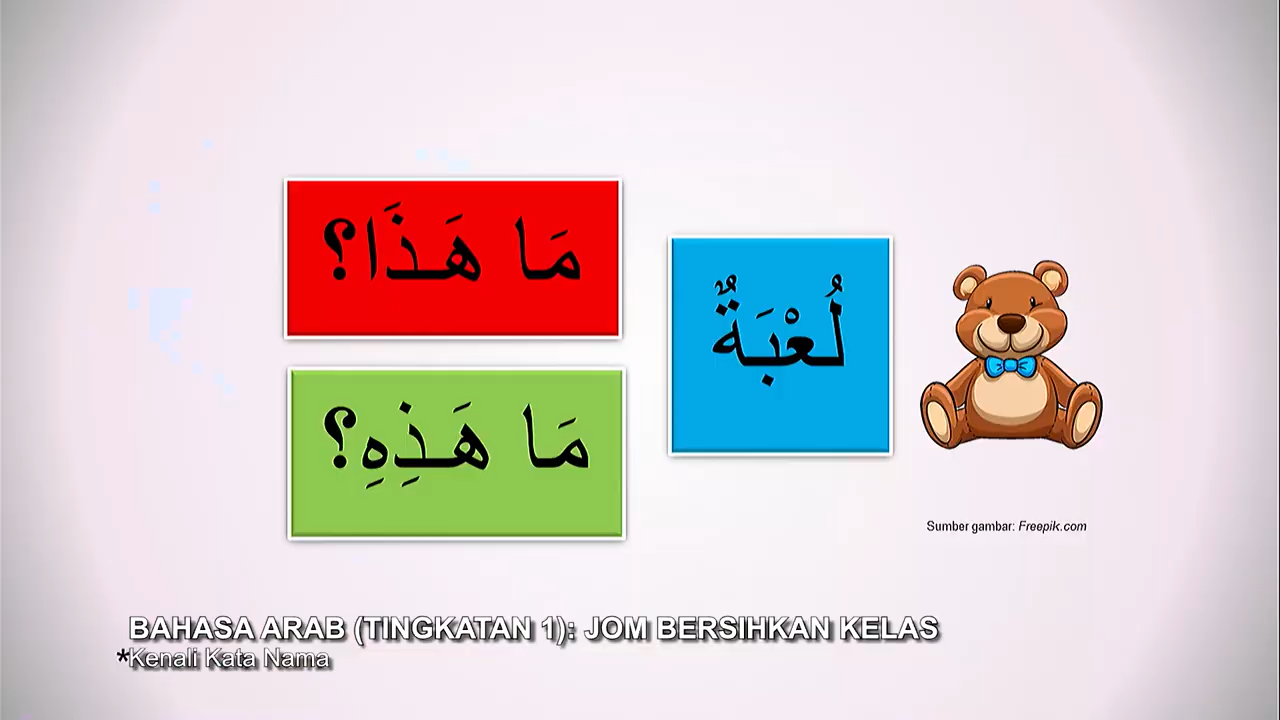 مَا هَـذَا؟
مَا هَـذِهِ؟
لُعْبَةٌ
Sumber gambar: Freepik.com
BAHASA ARAB (TINGKATAN 1): JOM BERSIHKAN KELAS
*Kenali Kata Nama